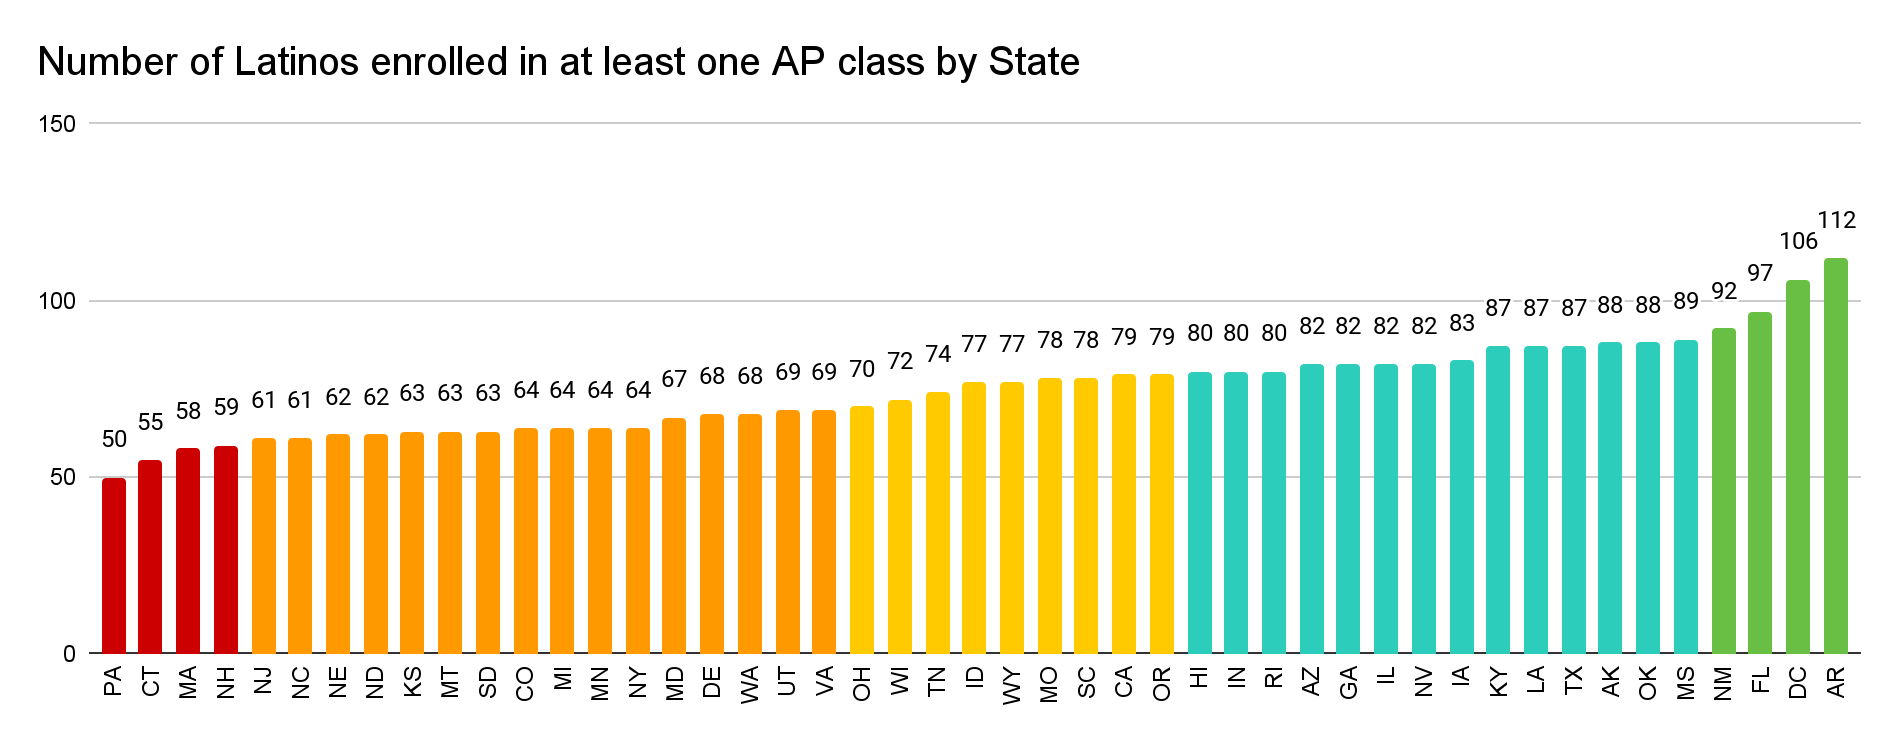 Number of Latinos enrolled in at least one AP class by State
150
112
106
97
92
100
87 87 87 88 88 89
77 77 78 78 79 79 80 80 80 82 82 82 82 83
67 68 68 69 69 70 72 74
50 55 58 59 61 61 62 62 63 63 63 64 64 64 64
50
0
PA CT MA NH NJ NC NE ND KS MT SD CO MI MN NY MD DE WA UT VA OH WI TN ID WY MO SC CA OR HI IN RI AZ GA IL NV IA KY LA TX AK OK MS NM FL DC AR